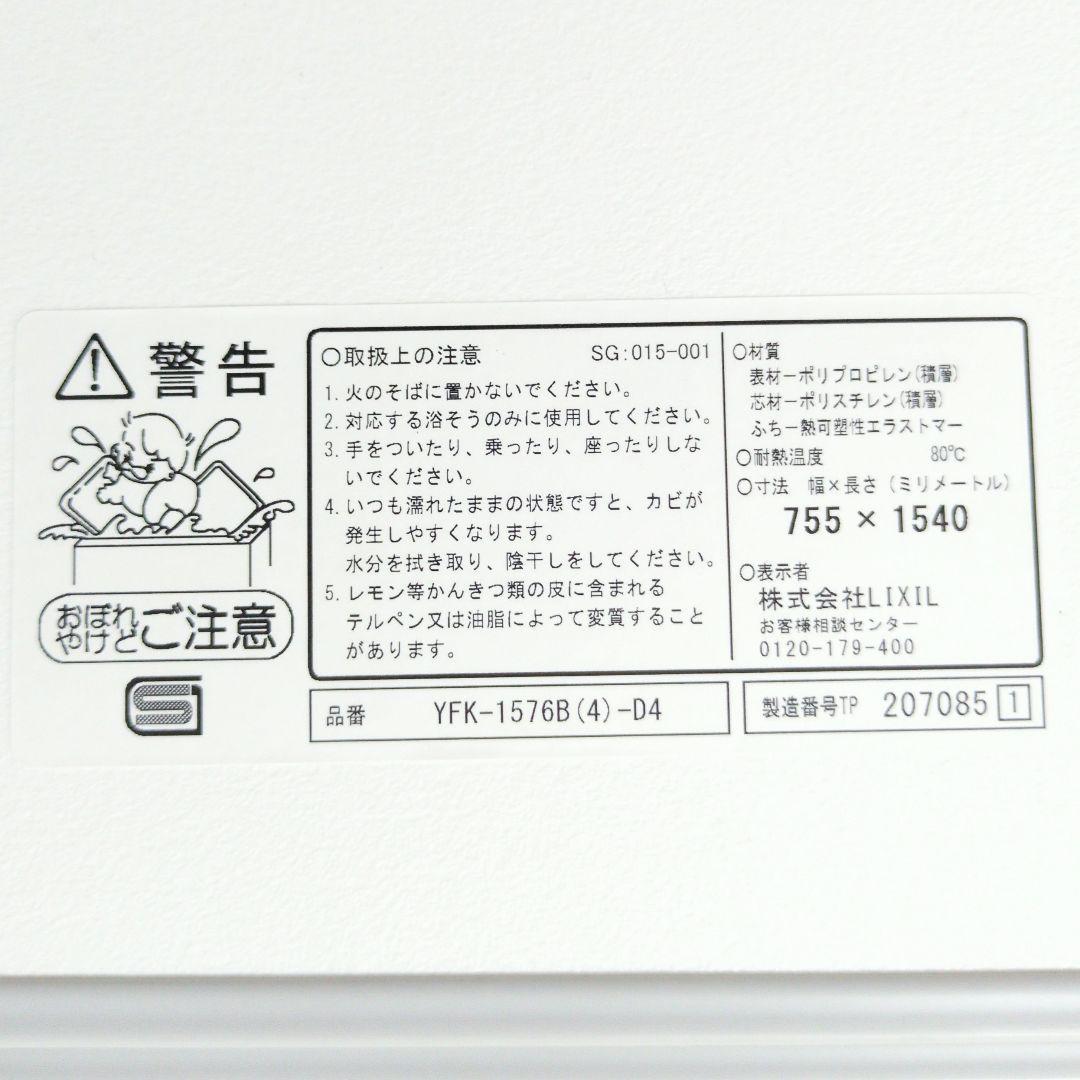 警告
おぼれ
やけど
ご注意
○取扱上の注意 SG:015-001
1. 火のそばに置かないでください。
2. 対応する浴そうのみに使用してください。
3. 手をついたり、乗ったり、座ったりしな
いでください。
4. いつも濡れたままの状態ですと、カビが
発生しやすくなります。
水分を拭き取り、陰干しをしてください。
5. レモン等かんきつ類の皮に含まれる
テルペン又は油脂によって変質すること
があります。
○材質
表材ーポリプロピレン(積層)
芯材ーポリスチレン(積層)
ふちー熱可塑性エラストマー
○耐熱温度 80℃
○寸法 幅×長さ(ミリメートル)
755 × 1540
○表示者
株式会社LIXIL
お客様相談センター
0120-179-400
品番 YFK-1576B(4)-D4
製造番号TP 207085 1